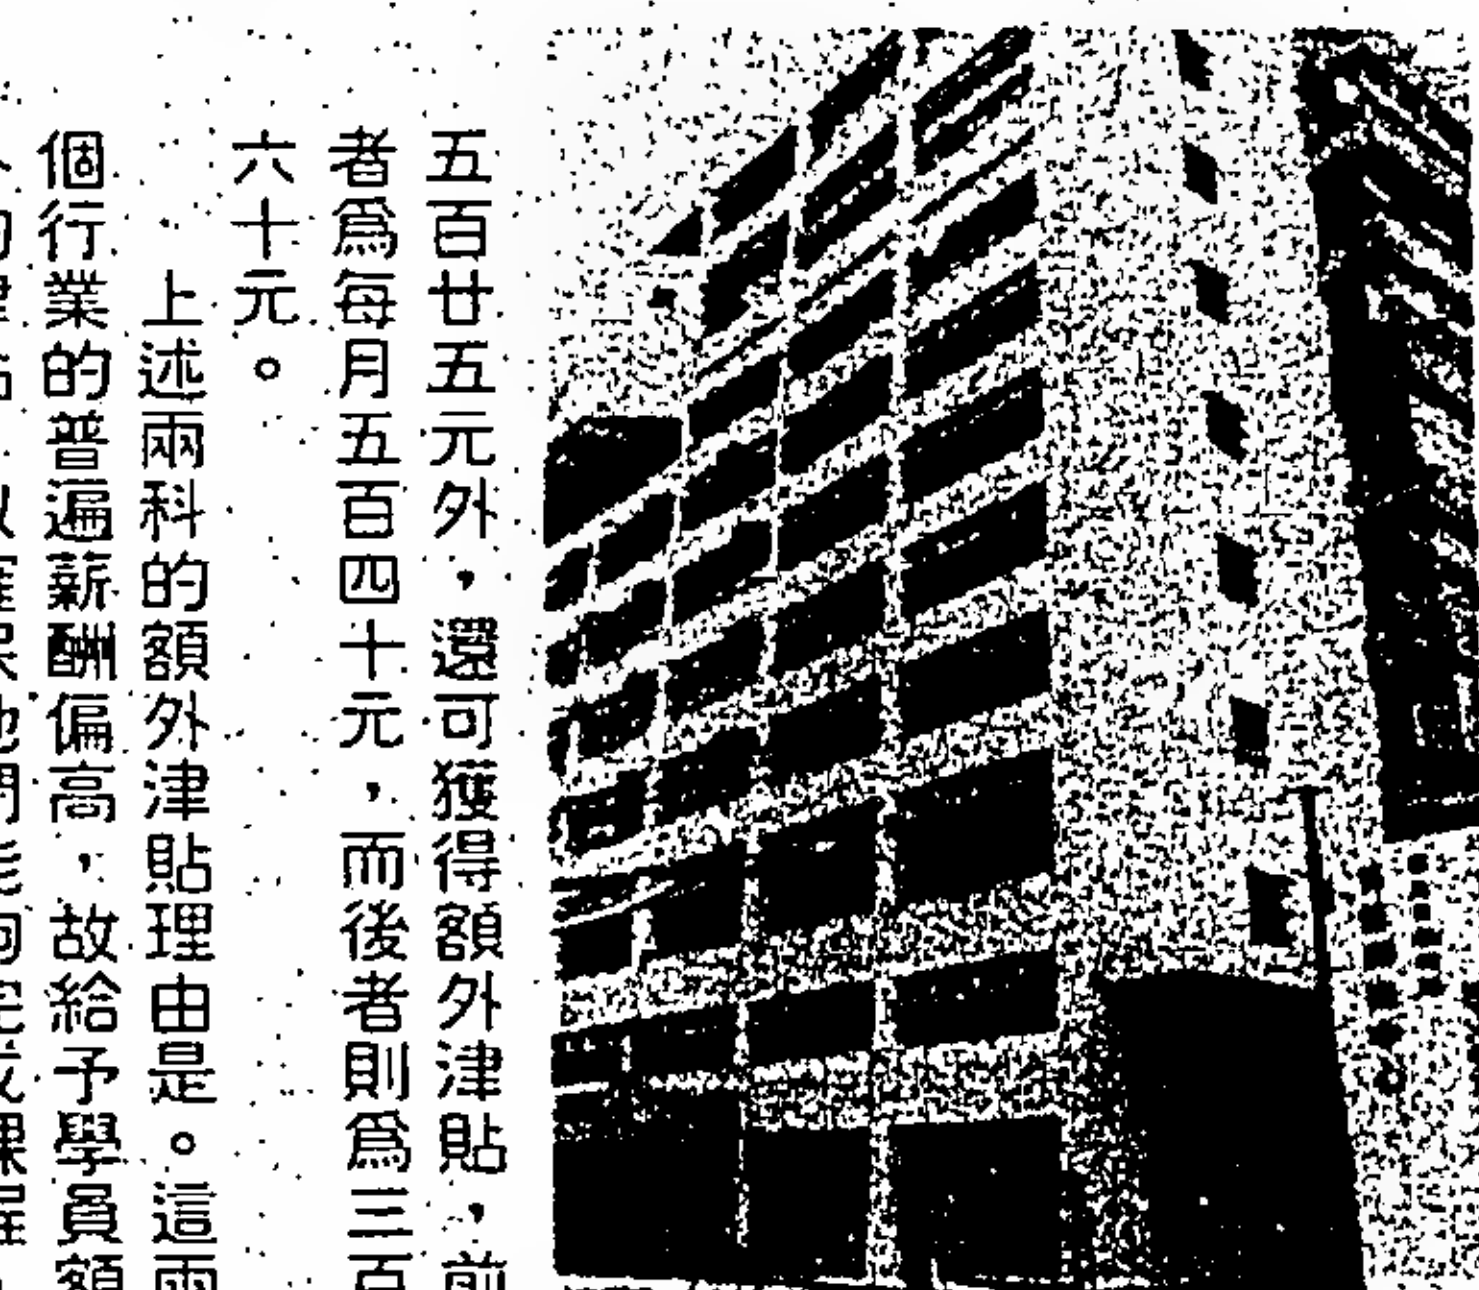 五百廿五元外，還可獲得額外津貼，前
者爲每月五百四十元，而後者則爲三百
六十元。
上述兩科的額外津貼理由是。這兩
個行業的普遍薪酬偏高，故給予學員額